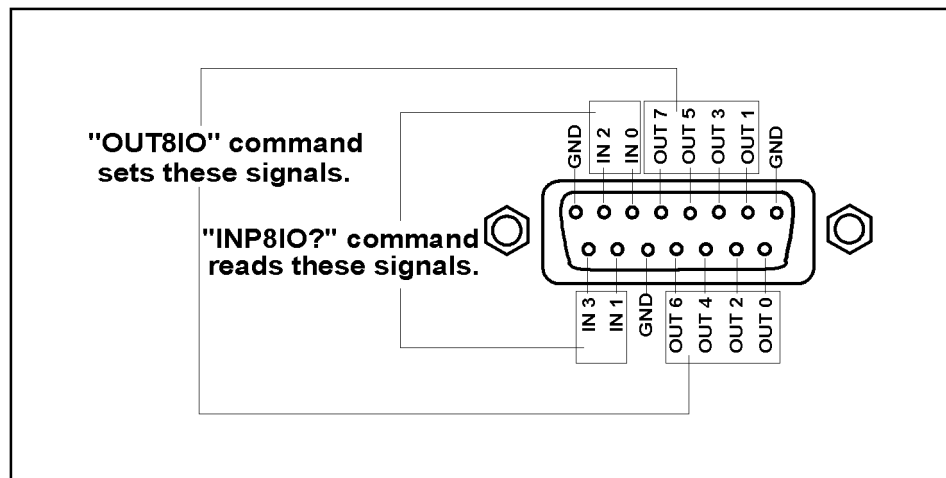 "OUT8IO" command
sets these signals.
"INP8IO?" command
reads these signals.
GND
IN 2
IN 0
OUT 7
OUT 5
OUT 3
OUT 1
GND
IN 3
IN 1
GND
OUT 6
OUT 4
OUT 2
OUT 0